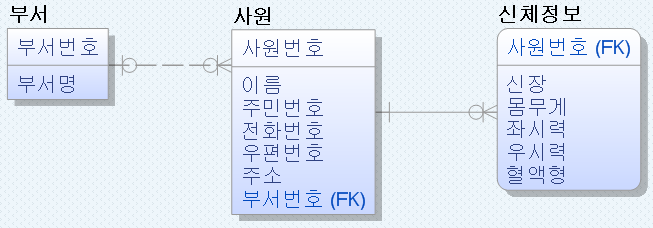 부서
부서번호
부서명
사원
사원번호
이름
주민번호
전화번호
우편번호
주소
부서번호 (FK)
신체정보
사원번호 (FK)
신장
몸무게
좌시력
우시력
혈액형